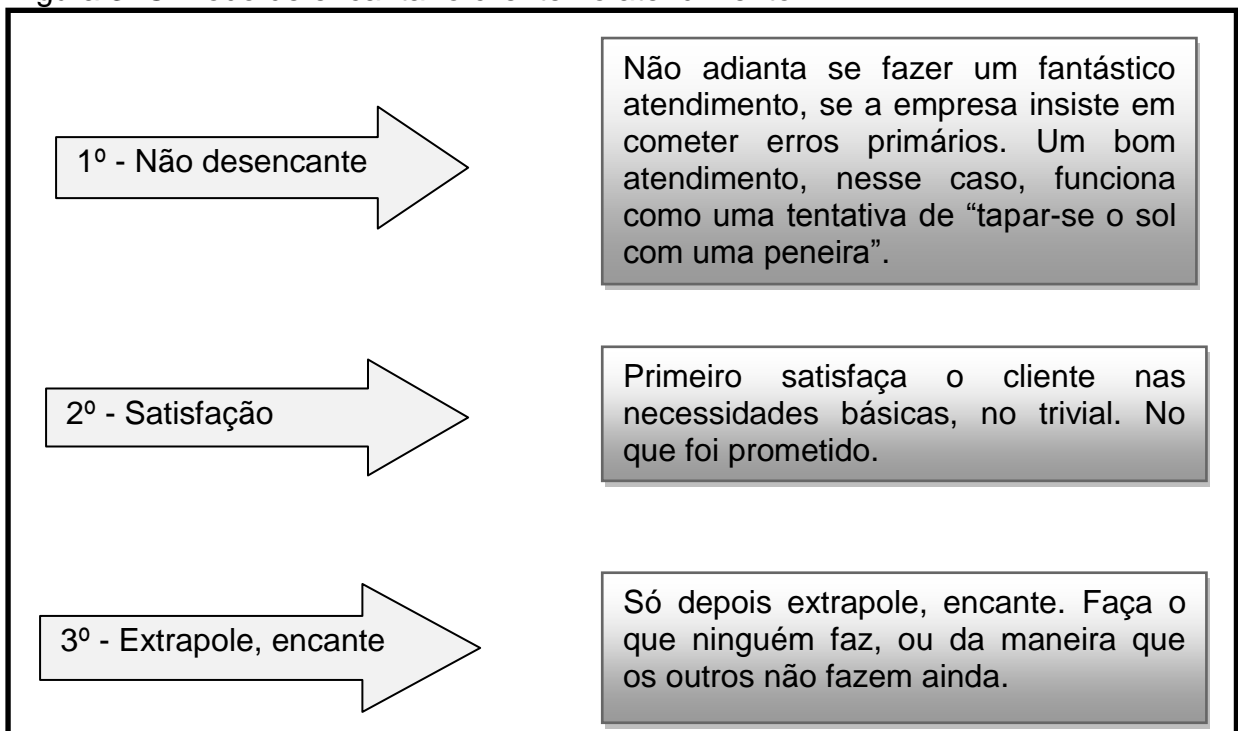 1º - Não desencante
Não adianta se fazer um fantástico
atendimento, se a empresa insiste em
cometer erros primários. Um bom
atendimento, nesse caso, funciona
como uma tentativa de “tapar-se o sol
com uma peneira”.
2º - Satisfação
Primeiro satisfaça o cliente nas
necessidades básicas, no trivial. No
que foi prometido.
3º - Extrapole, encante
Só depois extrapole, encante. Faça o
que ninguém faz, ou da maneira que
os outros não fazem ainda.